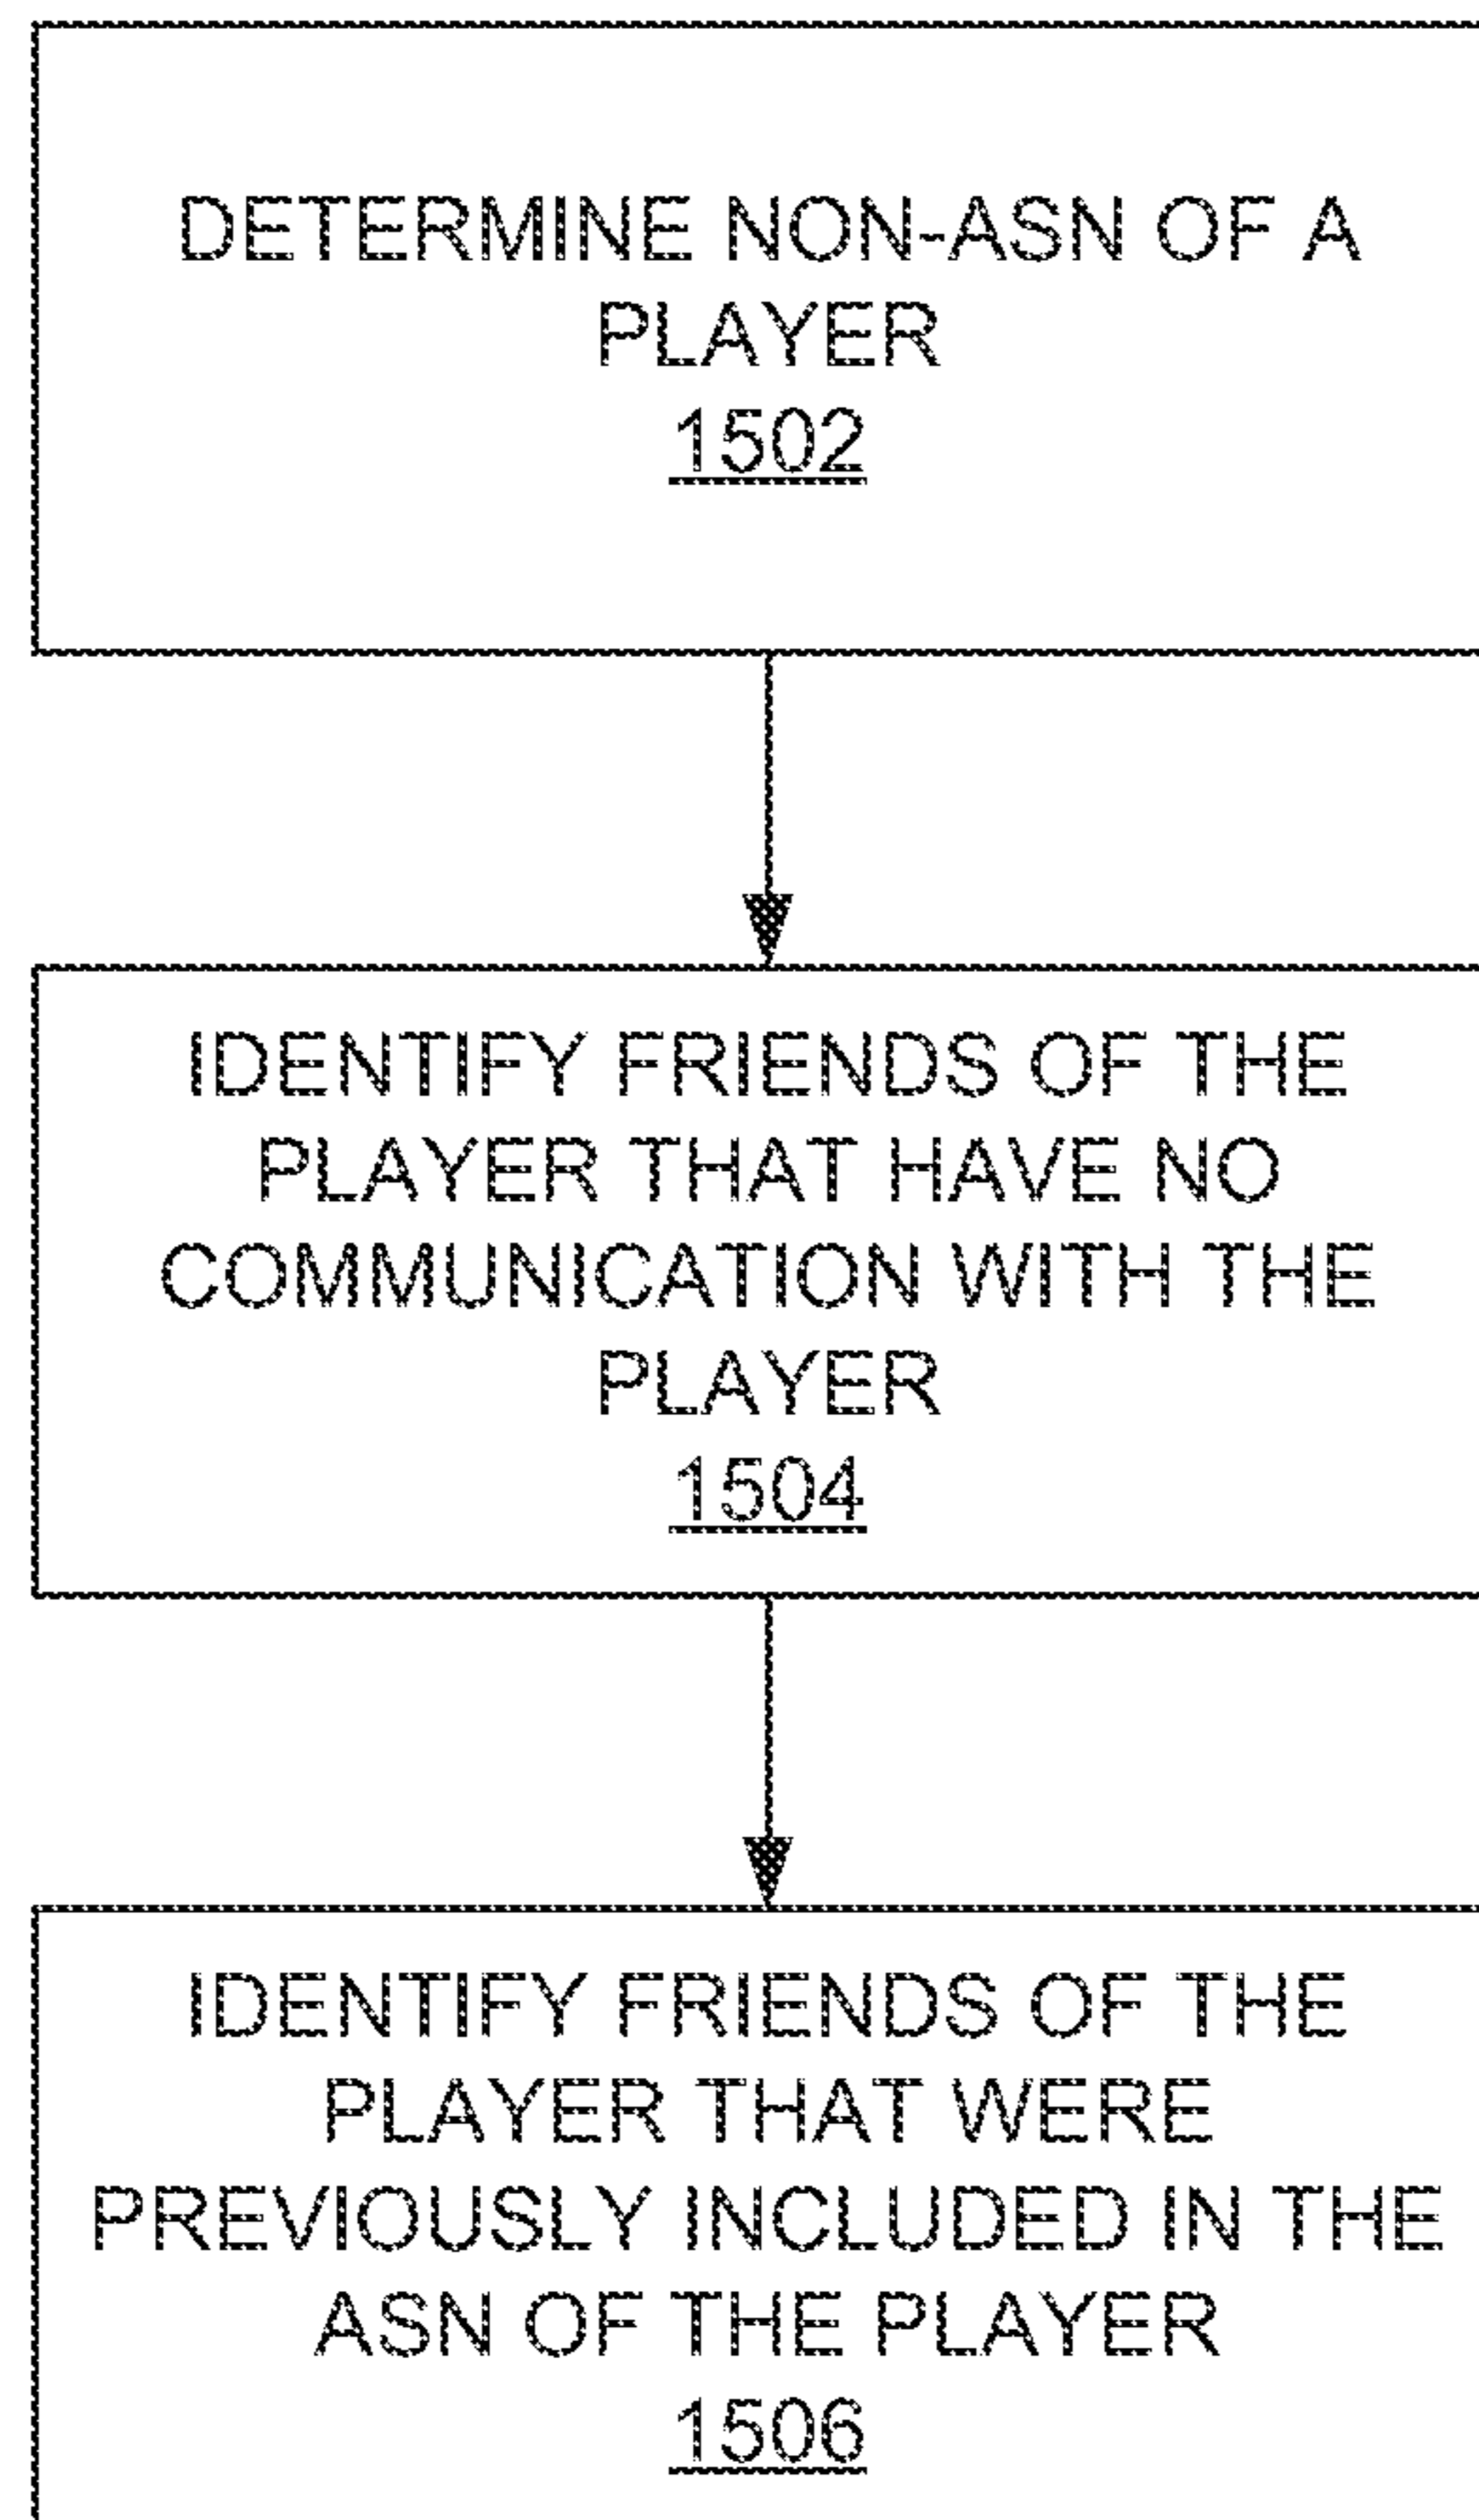 DETERMINE NON-ASN OF A
PLAYER
1502
IDENTIFY FRIENDS OF THE
PLAYER THAT HAVE NO
COMMUNICATION WITH THE
PLAYER
1504
IDENTIFY FRIENDS OF THE
PLAYER THAT WERE
PREVIOUSLY INCLUDED IN THE
ASN OF THE PLAYER
1506